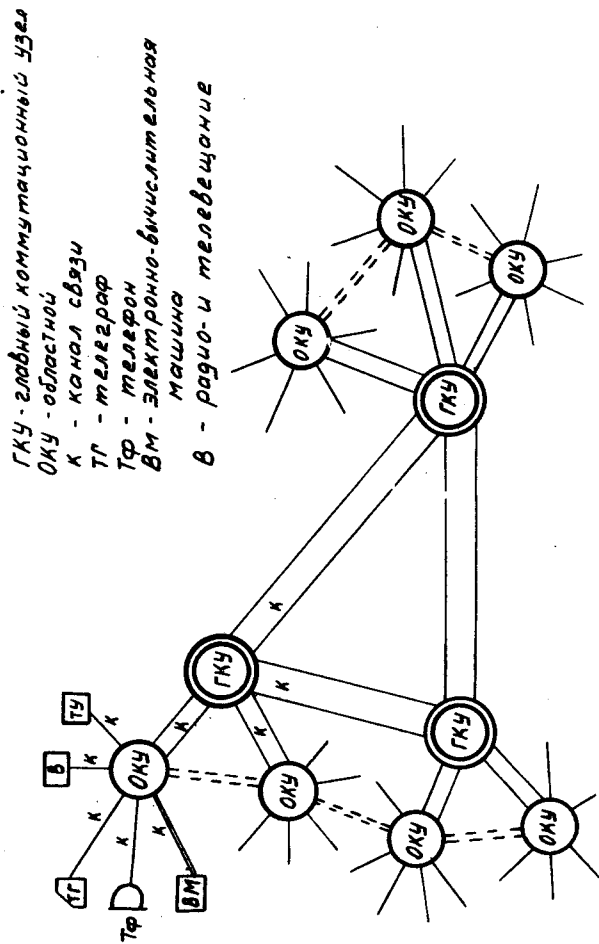 ГКУ - главный коммутационный узел
ОКУ - областной
К - канал связи
ТГ - телеграф
Тф - телефон
ВМ - электронно-вычислительная
машина
В - радио- и телевещание
В
ТГ
ТУ
К
К
К
Тф
К
ОКУ
К
ВМ
К
ГКУ
К
К
К
ОКУ
ОКУ
ОКУ
ОКУ
ГКУ
ГКУ
ОКУ
ОКУ